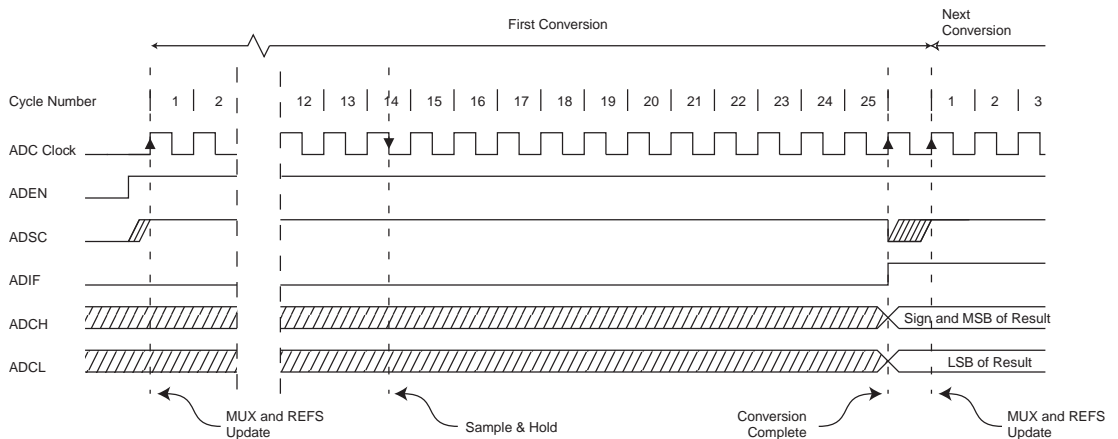 First Conversion
Next
Conversion
Cycle Number 1 2 12 13 14 15 16 17 18 19 20 21 22 23 24 25 1 2 3
ADC Clock
ADEN
ADSC
ADIF
ADCH Sign and MSB of Result
ADCL LSB of Result
MUX and REFS
Update
Sample & Hold
Conversion
Complete
MUX and REFS
Update